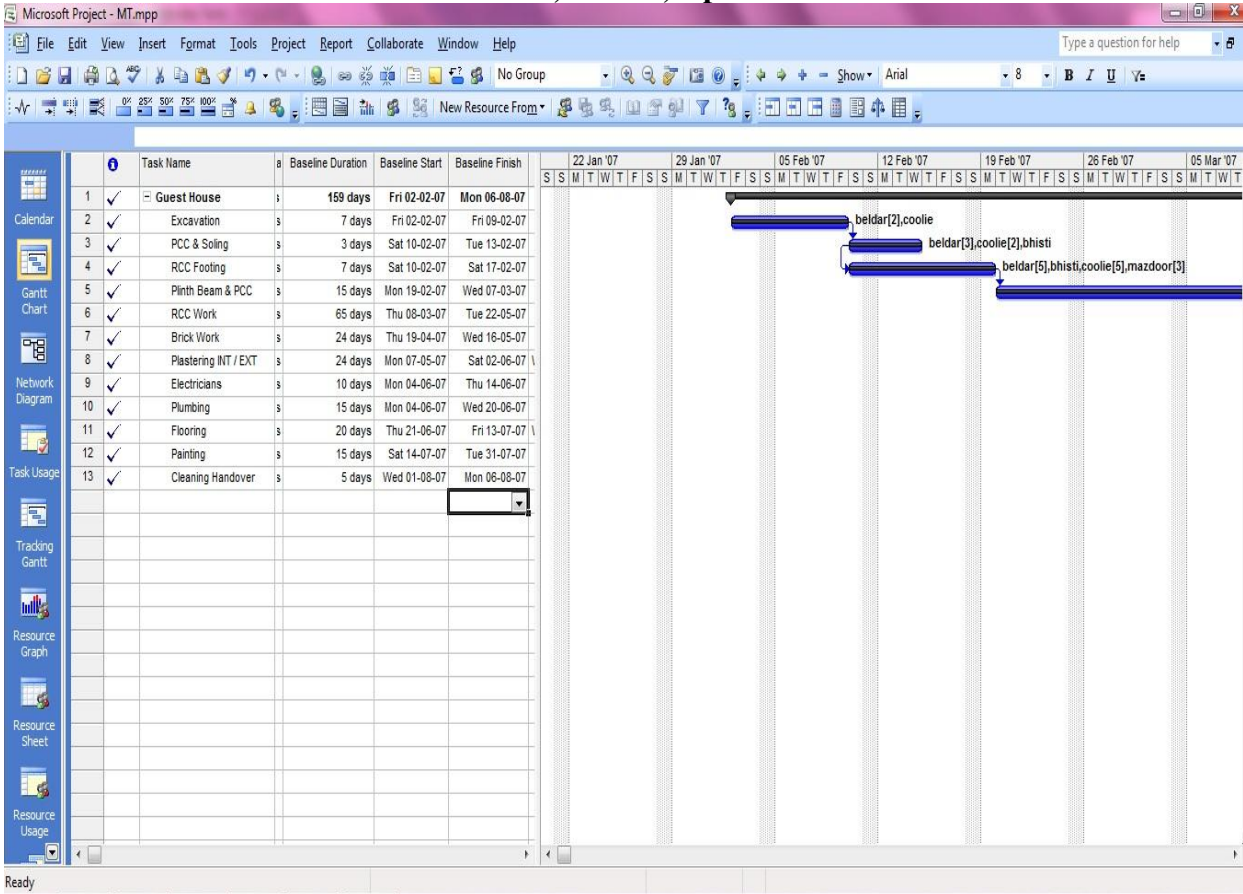 Microsoft Project - MT.mpp
File Edit View Insert Format Tools Project Report Collaborate Window Help
Type a question for help
No Group Show Arial 8 B I U
0% 25% 50% 75% 100% New Resource From
Task Name a Baseline Duration Baseline Start Baseline Finish
22 Jan '07 29 Jan '07 05 Feb '07 12 Feb '07 19 Feb '07 26 Feb '07 05 Mar '07
S S M T W T F S S M T W T F S S M T W T F S S M T W T F S S M T W T F S S M T W T F S S M T W T
1 Guest House s 159 days Fri 02-02-07 Mon 06-08-07
2 Excavation s 7 days Fri 02-02-07 Fri 09-02-07 beldar[2],coolie
3 PCC & Soling s 3 days Sat 10-02-07 Tue 13-02-07 beldar[3],coolie[2],bhisti
4 RCC Footing s 7 days Sat 10-02-07 Sat 17-02-07 beldar[5],bhisti,coolie[5],mazdoor[3]
5 Plinth Beam & PCC s 15 days Mon 19-02-07 Wed 07-03-07
6 RCC Work s 65 days Thu 08-03-07 Tue 22-05-07
7 Brick Work s 24 days Thu 19-04-07 Wed 16-05-07
8 Plastering INT / EXT s 24 days Mon 07-05-07 Sat 02-06-07
9 Electricians s 10 days Mon 04-06-07 Thu 14-06-07
10 Plumbing s 15 days Mon 04-06-07 Wed 20-06-07
11 Flooring s 20 days Thu 21-06-07 Fri 13-07-07
12 Painting s 15 days Sat 14-07-07 Tue 31-07-07
13 Cleaning Handover s 5 days Wed 01-08-07 Mon 06-08-07
Calendar
Gantt
Chart
Network
Diagram
Task Usage
Tracking
Gantt
Resource
Graph
Resource
Sheet
Resource
Usage
Ready